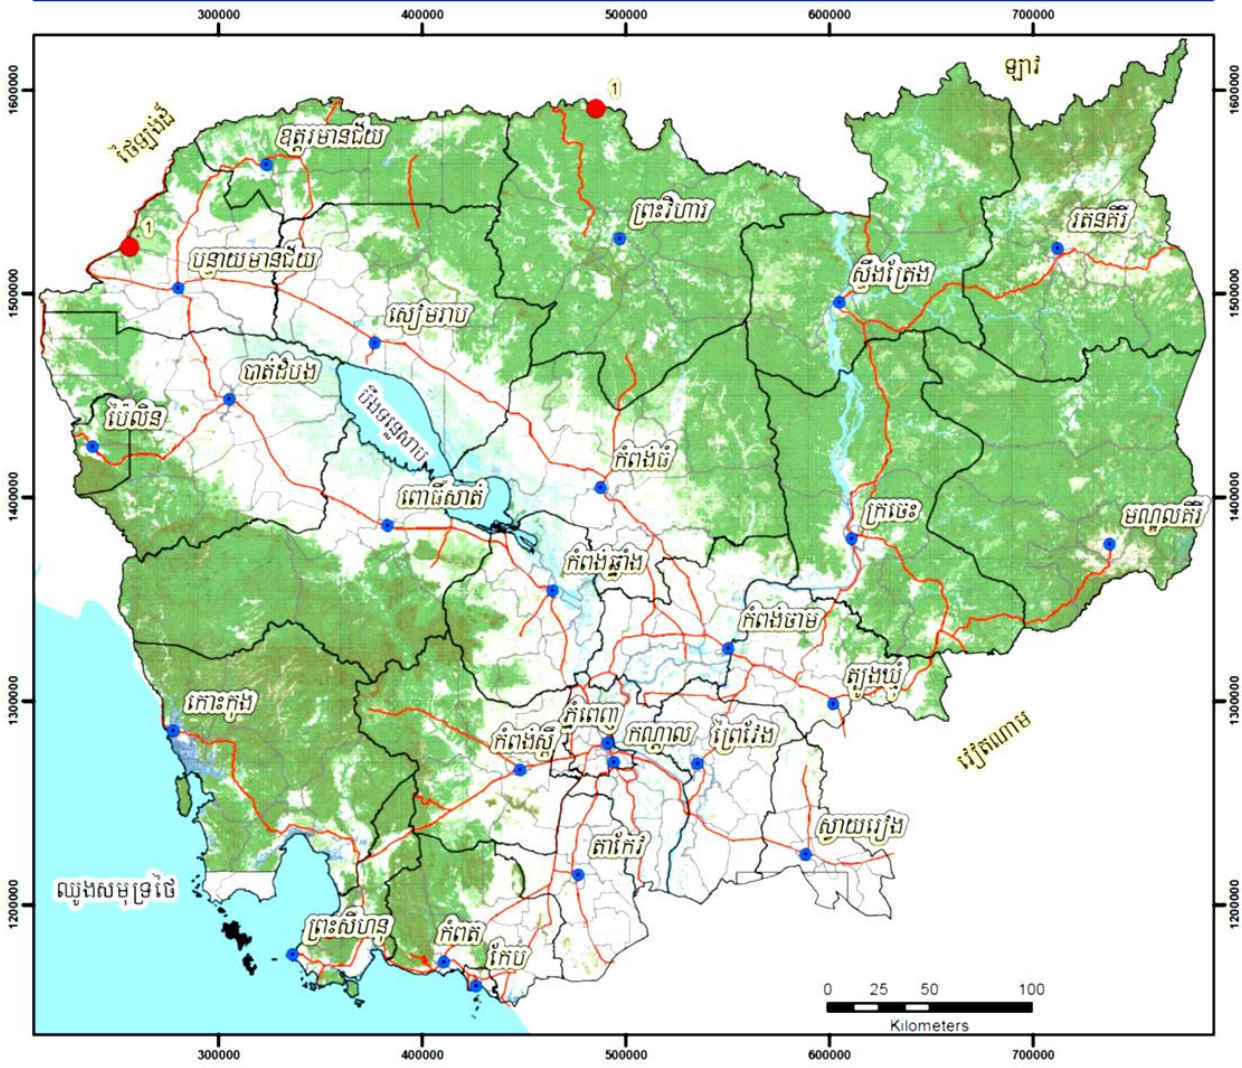 300000 400000 500000 600000 700000
ឡាវ
1600000
1600000
1
ថៃឡង់ដ៍
ឧត្តរមានជ័យ
ព្រះវិហារ
រតនគិរី
1
បន្ទាយមានជ័យ
ស្ទឹងត្រែង
1500000
1500000
សៀមរាប
បាត់ដំបង
បឹងទន្លេសាប
ប៉ៃលិន
កំពង់ធំ
ពោធិ៍សាត់
1400000
1400000
ក្រចេះ
មណ្ឌលគិរី
កំពង់ឆ្នាំង
កំពង់ចាម
ត្បូងឃ្មុំ
1300000
1300000
កោះកុង
ភ្នំពេញ
កណ្តាល
ព្រៃវែង
កំពង់ស្ពឺ
វៀតណាម
ស្វាយរៀង
តាកែវ
ឈូងសមុទ្រថៃ
1200000
1200000
ព្រះសីហនុ
កំពត
កែប
0 25 50 100
Kilometers
300000 400000 500000 600000 700000